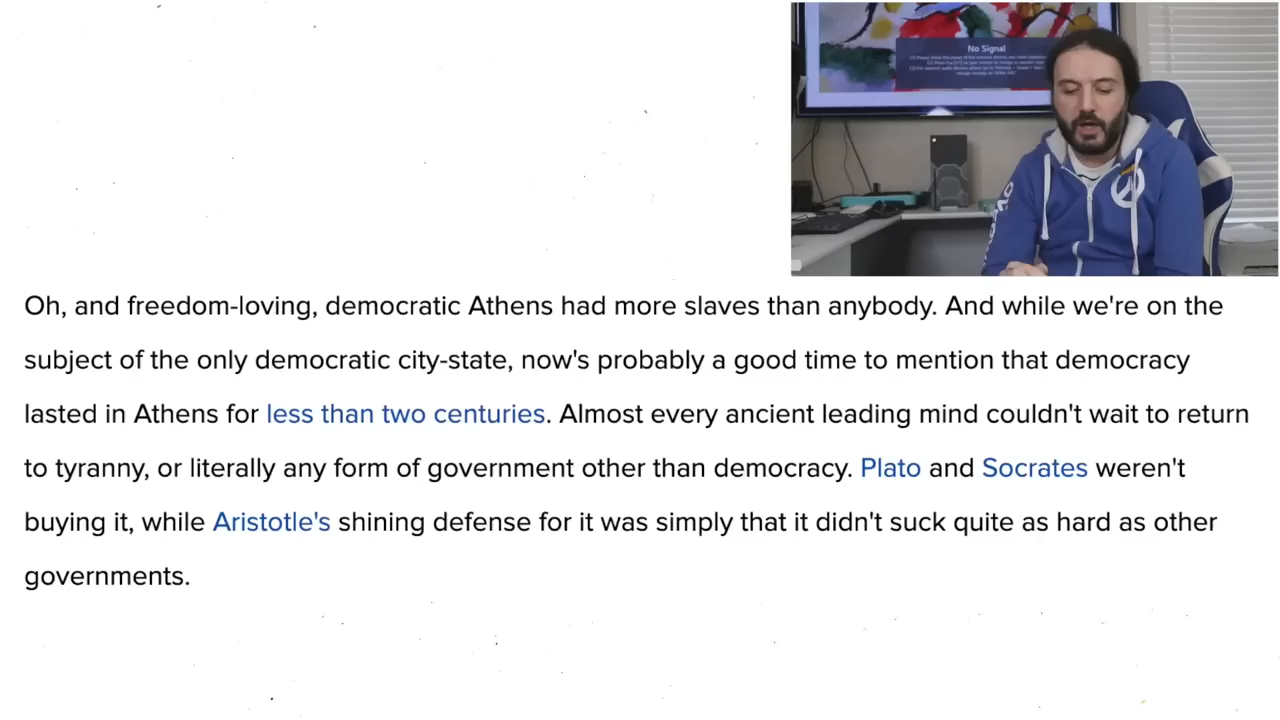 No Signal
Oh, and freedom-loving, democratic Athens had more slaves than anybody. And while we're on the
subject of the only democratic city-state, now's probably a good time to mention that democracy
lasted in Athens for less than two centuries. Almost every ancient leading mind couldn't wait to return
to tyranny, or literally any form of government other than democracy. Plato and Socrates weren't
buying it, while Aristotle's shining defense for it was simply that it didn't suck quite as hard as other
governments.